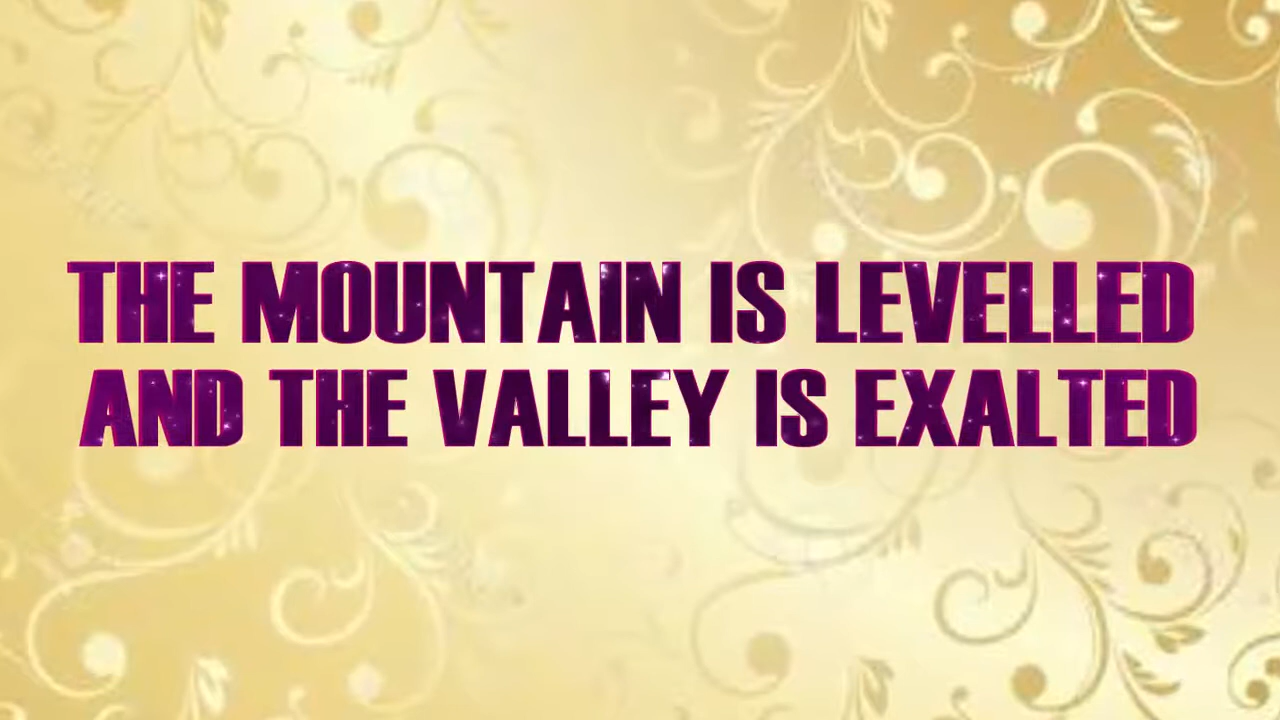 THE MOUNTAIN IS LEVELLED
AND THE VALLEY IS EXALTED